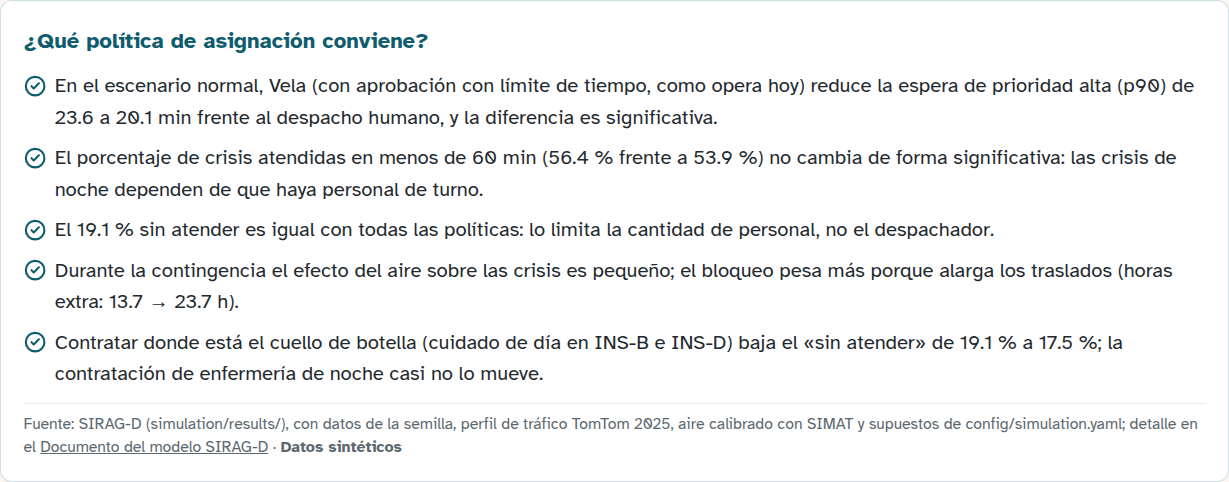 ¿Qué política de asignación conviene?
En el escenario normal, Vela (con aprobación con límite de tiempo, como opera hoy) reduce la espera de prioridad alta (p90) de
23.6 a 20.1 min frente al despacho humano, y la diferencia es significativa.
El porcentaje de crisis atendidas en menos de 60 min (56.4 % frente a 53.9 %) no cambia de forma significativa: las crisis de
noche dependen de que haya personal de turno.
El 19.1 % sin atender es igual con todas las políticas: lo limita la cantidad de personal, no el despachador.
Durante la contingencia el efecto del aire sobre las crisis es pequeño; el bloqueo pesa más porque alarga los traslados (horas
extra: 13.7 → 23.7 h).
Contratar donde está el cuello de botella (cuidado de día en INS-B e INS-D) baja el «sin atender» de 19.1 % a 17.5 %; la
contratación de enfermería de noche casi no lo mueve.
Fuente: SIRAG-D (simulation/results/), con datos de la semilla, perfil de tráfico TomTom 2025, aire calibrado con SIMAT y supuestos de config/simulation.yaml; detalle en
el Documento del modelo SIRAG-D · Datos sintéticos